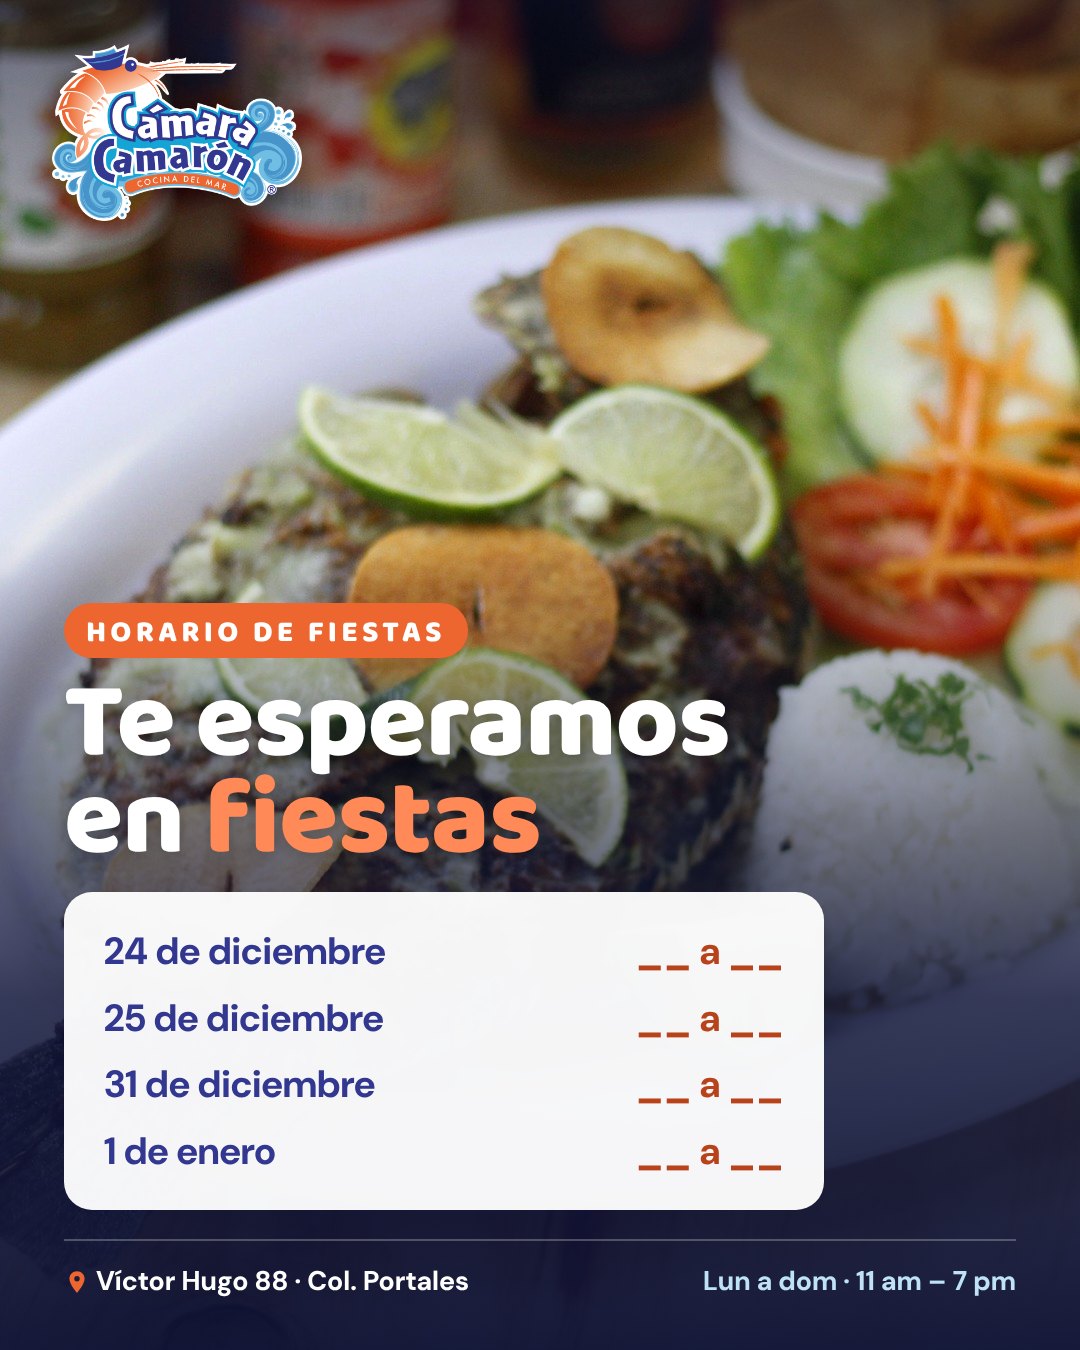 Cámara
Camarón
COCINA DEL MAR
®
HORARIO DE FIESTAS
Te esperamos
en fiestas
24 de diciembre __ a __
25 de diciembre __ a __
31 de diciembre __ a __
1 de enero __ a __
Víctor Hugo 88 · Col. Portales
Lun a dom · 11 am – 7 pm